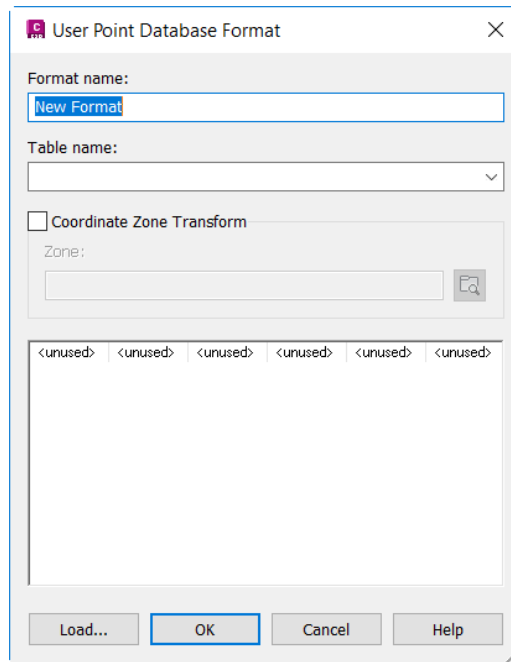 User Point Database Format
Format name:
New Format
Table name:
Coordinate Zone Transform
Zone:
<unused> <unused> <unused> <unused> <unused> <unused>
Load... OK Cancel Help